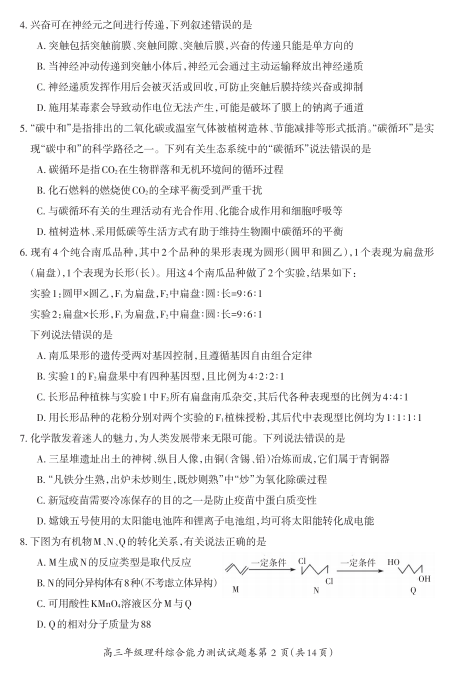 4. 兴奋可在神经元之间进行传递,下列叙述错误的是
A. 突触包括突触前膜、突触间隙、突触后膜,兴奋的传递只能是单方向的
B. 当神经冲动传递到突触小体后,神经元会通过主动运输释放出神经递质
C. 神经递质发挥作用后会被灭活或回收,可防止突触后膜持续兴奋或抑制
D. 施用某毒素会导致动作电位无法产生,可能是破坏了膜上的钠离子通道
5. “碳中和”是指排出的二氧化碳或温室气体被植树造林、节能减排等形式抵消。“碳循环”是实
现“碳中和”的科学路径之一。下列有关生态系统中的“碳循环”说法错误的是
A. 碳循环是指CO₂在生物群落和无机环境间的循环过程
B. 化石燃料的燃烧使CO₂的全球平衡受到严重干扰
C. 与碳循环有关的生理活动有光合作用、化能合成作用和细胞呼吸等
D. 植树造林、采用低碳等生活方式有助于维持生物圈中碳循环的平衡
6. 现有4个纯合南瓜品种,其中2个品种的果形表现为圆形(圆甲和圆乙),1个表现为扁盘形
(扁盘),1个表现为长形(长)。用这4个南瓜品种做了2个实验,结果如下:
实验1:圆甲×圆乙,F₁为扁盘,F₂中扁盘:圆:长=9:6:1
实验2:扁盘×长形,F₁为扁盘,F₂中扁盘:圆:长=9:6:1
下列说法错误的是
A. 南瓜果形的遗传受两对基因控制,且遵循基因自由组合定律
B. 实验1的F₂扁盘果中有四种基因型,且比例为4:2:2:1
C. 长形品种植株与实验1中F₂所有扁盘南瓜杂交,其后代各种表现型的比例为4:4:1
D. 用长形品种的花粉分别对两个实验的F₁植株授粉,其后代中表现型比例均为1:1:1:1
7. 化学散发着迷人的魅力,为人类发展带来无限可能。下列说法错误的是
A. 三星堆遗址出土的神树、纵目人像,由铜(含锡、铅)冶炼而成,它们属于青铜器
B. “凡铁分生熟,出炉未炒则生,既炒则熟”中“炒”为氧化除碳过程
C. 新冠疫苗需要冷冻保存的目的之一是防止疫苗中蛋白质变性
D. 嫦娥五号使用的太阳能电池阵和锂离子电池组,均可将太阳能转化成电能
8. 下图为有机物M、N、Q的转化关系,有关说法正确的是
A. M生成N的反应类型是取代反应
B. N的同分异构体有8种(不考虑立体异构)
C. 可用酸性KMnO₄溶液区分M与Q
D. Q的相对分子质量为88
一定条件 Cl 一定条件 HO
Cl OH
M N Q
高三年级理科综合能力测试试题卷第 2 页(共14页)